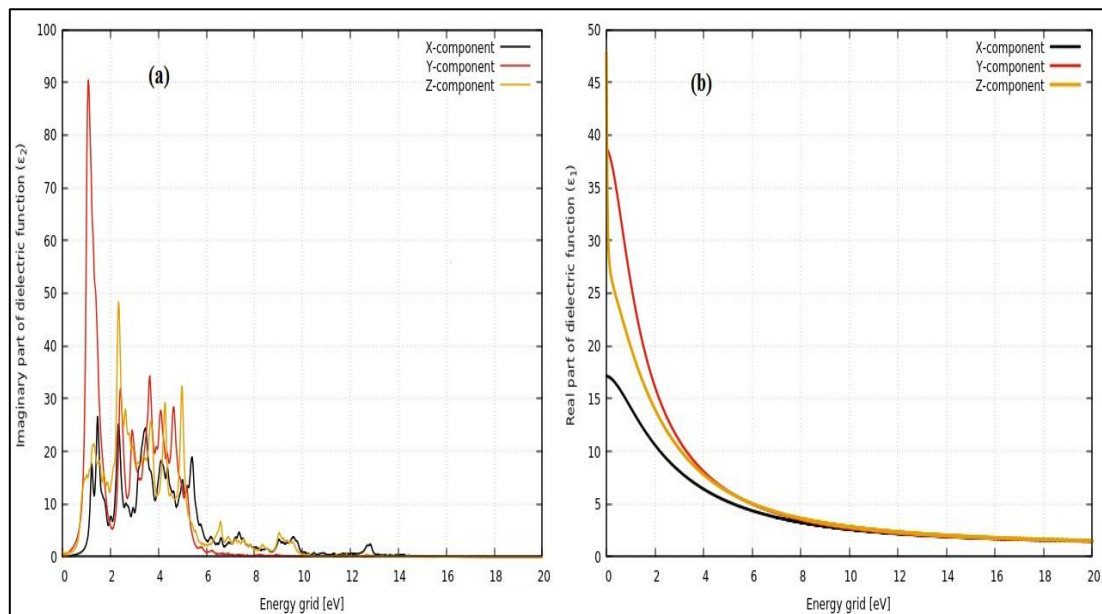 (a)
X-component
Y-component
Z-component
Imaginary part of dielectric function (ε₂)
100
90
80
70
60
50
40
30
20
10
0
0 2 4 6 8 10 12 14 16 18 20
Energy grid [eV]
(b)
X-component
Y-component
Z-component
Real part of dielectric function (ε₁)
50
45
40
35
30
25
20
15
10
5
0
0 2 4 6 8 10 12 14 16 18 20
Energy grid [eV]